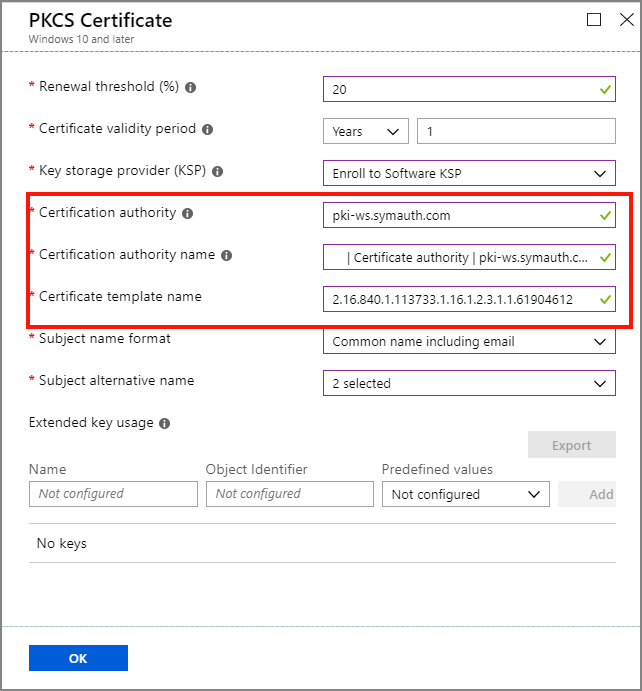 PKCS Certificate
Windows 10 and later
* Renewal threshold (%) 20
* Certificate validity period Years 1
* Key storage provider (KSP) Enroll to Software KSP
* Certification authority pki-ws.symauth.com
* Certification authority name | Certificate authority | pki-ws.symauth.c...
* Certificate template name 2.16.840.1.113733.1.16.1.2.3.1.1.61904612
* Subject name format Common name including email
* Subject alternative name 2 selected
Extended key usage
Export
Name Object Identifier Predefined values
Not configured Not configured Not configured Add
No keys
OK